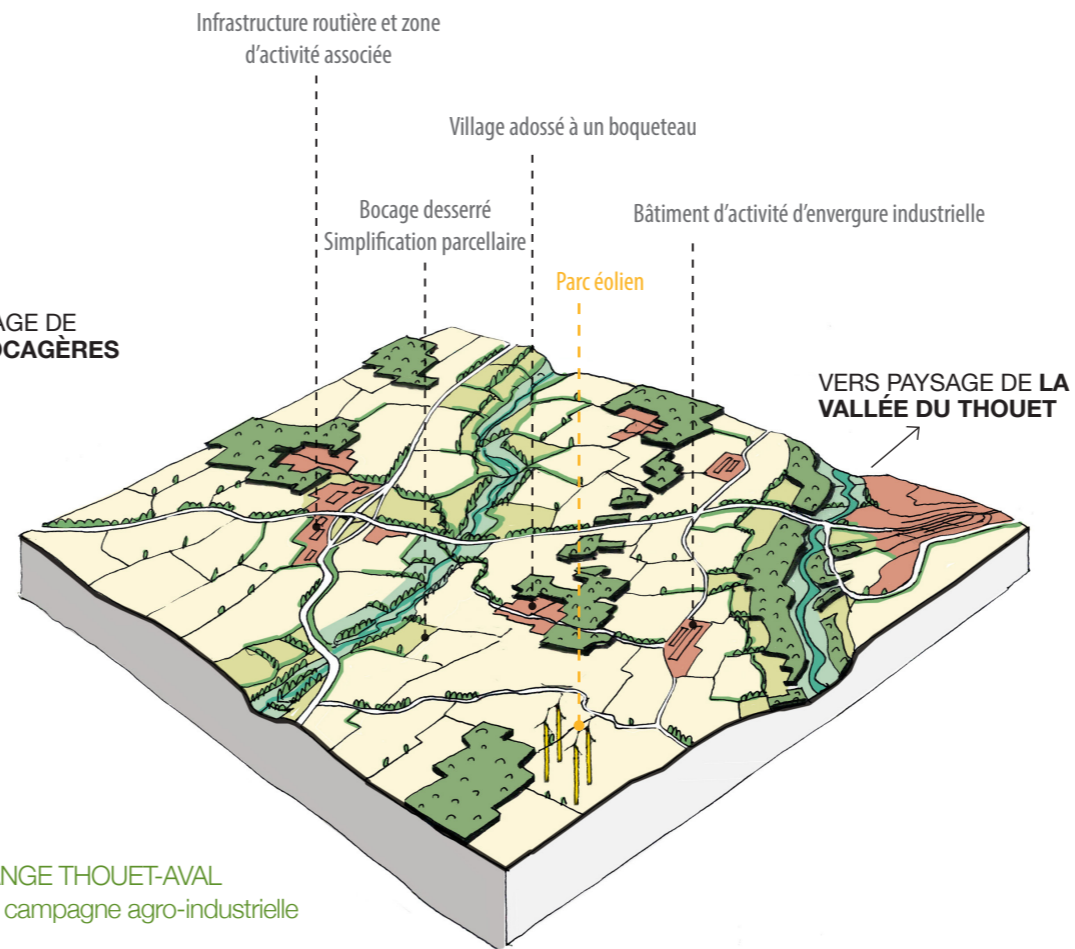 Infrastructure routière et zone
d'activité associée
Village adossé à un boqueteau
Bocage desserré
Simplification parcellaire
Bâtiment d'activité d'envergure industrielle
Parc éolien
AGE DE
OCAGÈRES
VERS PAYSAGE DE LA
VALLÉE DU THOUET
ANGE THOUET-AVAL
campagne agro-industrielle